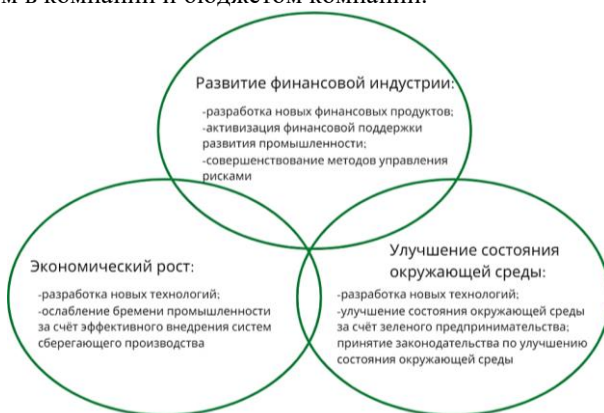 м в компании и бюджетом компании.
Развитие финансовой индустрии:
-разработка новых финансовых продуктов;
-активизация финансовой поддержки
развития промышленности;
-совершенствование методов управления
рисками
Экономический рост:
-разработка новых технологий;
-ослабление бремени промышленности
за счёт эффективного внедрения систем
сберегающего производства
Улучшение состояния
окружающей среды:
-разработка новых технологий;
-улучшение состояния окружающей среды
за счёт зеленого предпринимательства;
принятие законодательства по улучшению
состояния окружающей среды